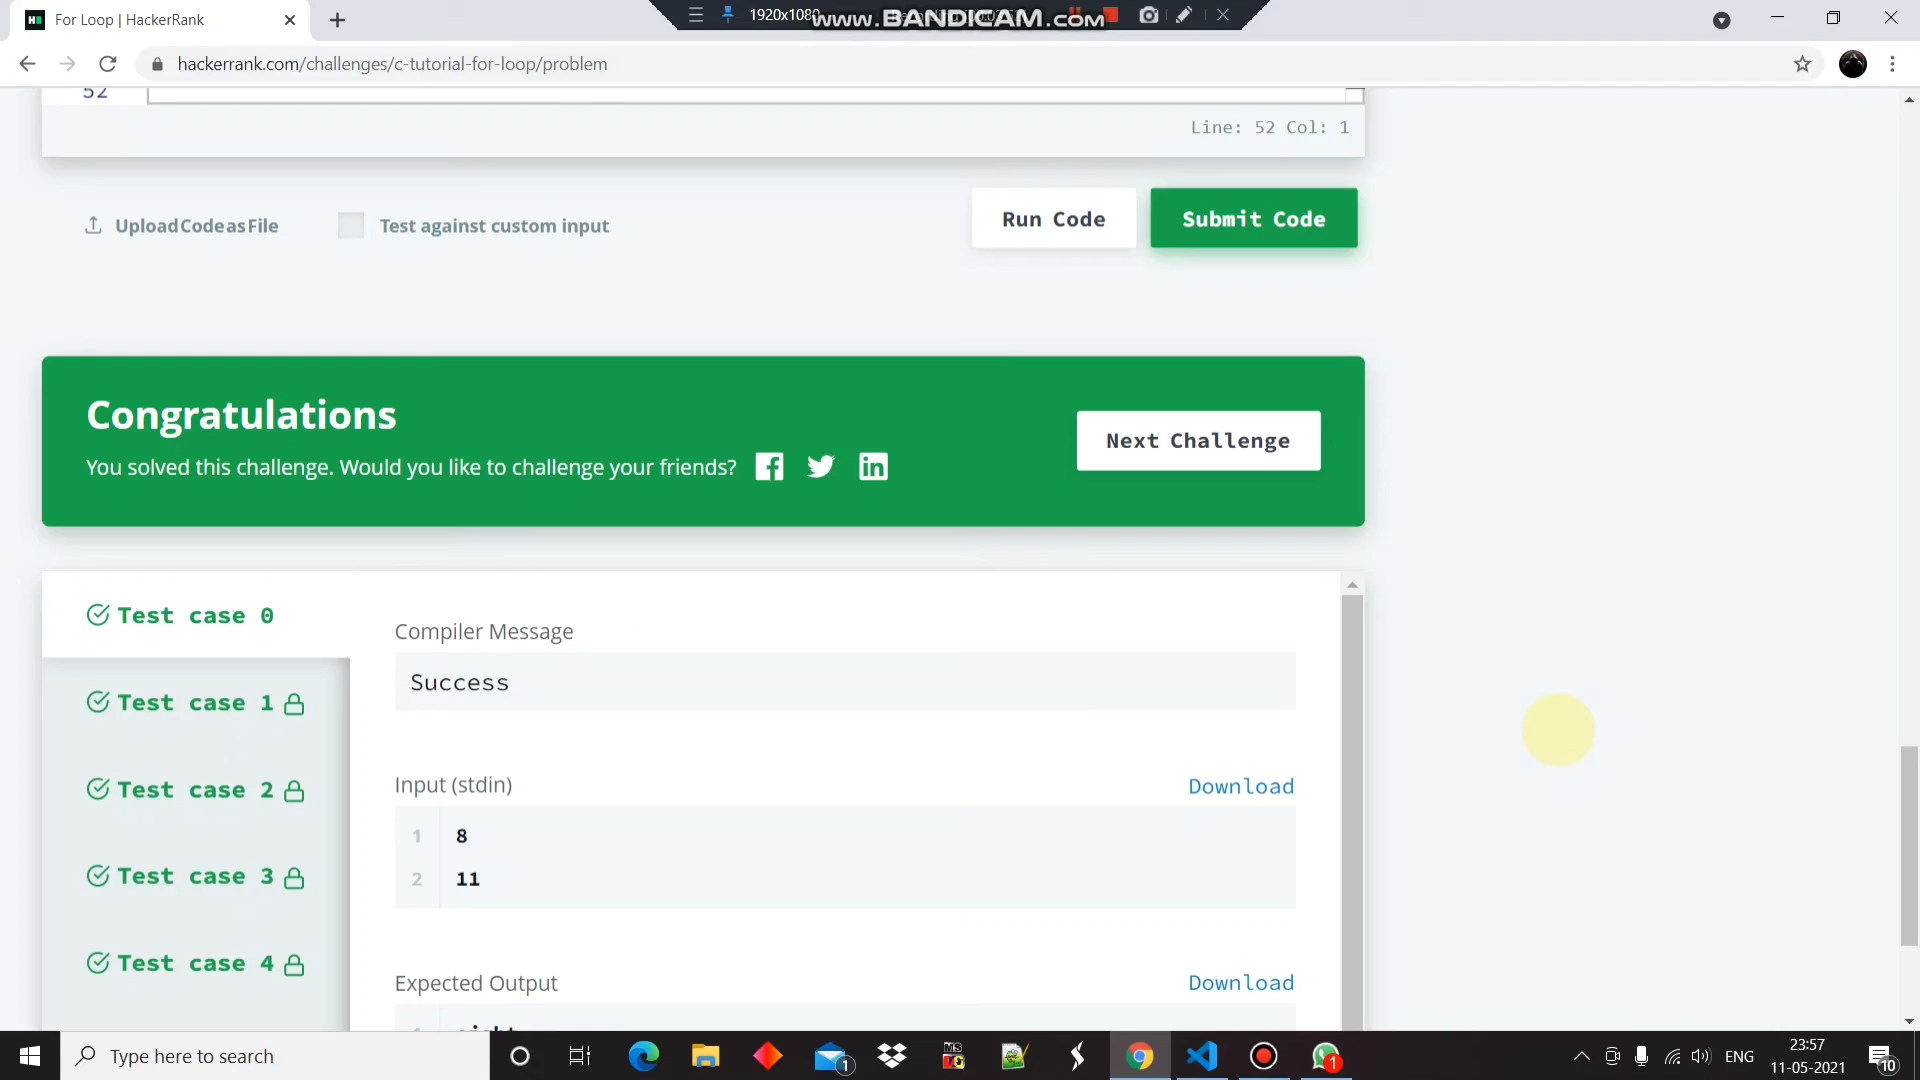 For Loop | HackerRank
1920x1080
www.BANDICAM.com
hackerrank.com/challenges/c-tutorial-for-loop/problem
52
Line: 52 Col: 1
Upload Code as File
Test against custom input
Run Code
Submit Code
Congratulations
You solved this challenge. Would you like to challenge your friends?
Next Challenge
Test case 0
Test case 1
Test case 2
Test case 3
Test case 4
Compiler Message
Success
Input (stdin)
Download
1 8
2 11
Expected Output
Download
Type here to search
1
1
ENG
23:57
11-05-2021
10